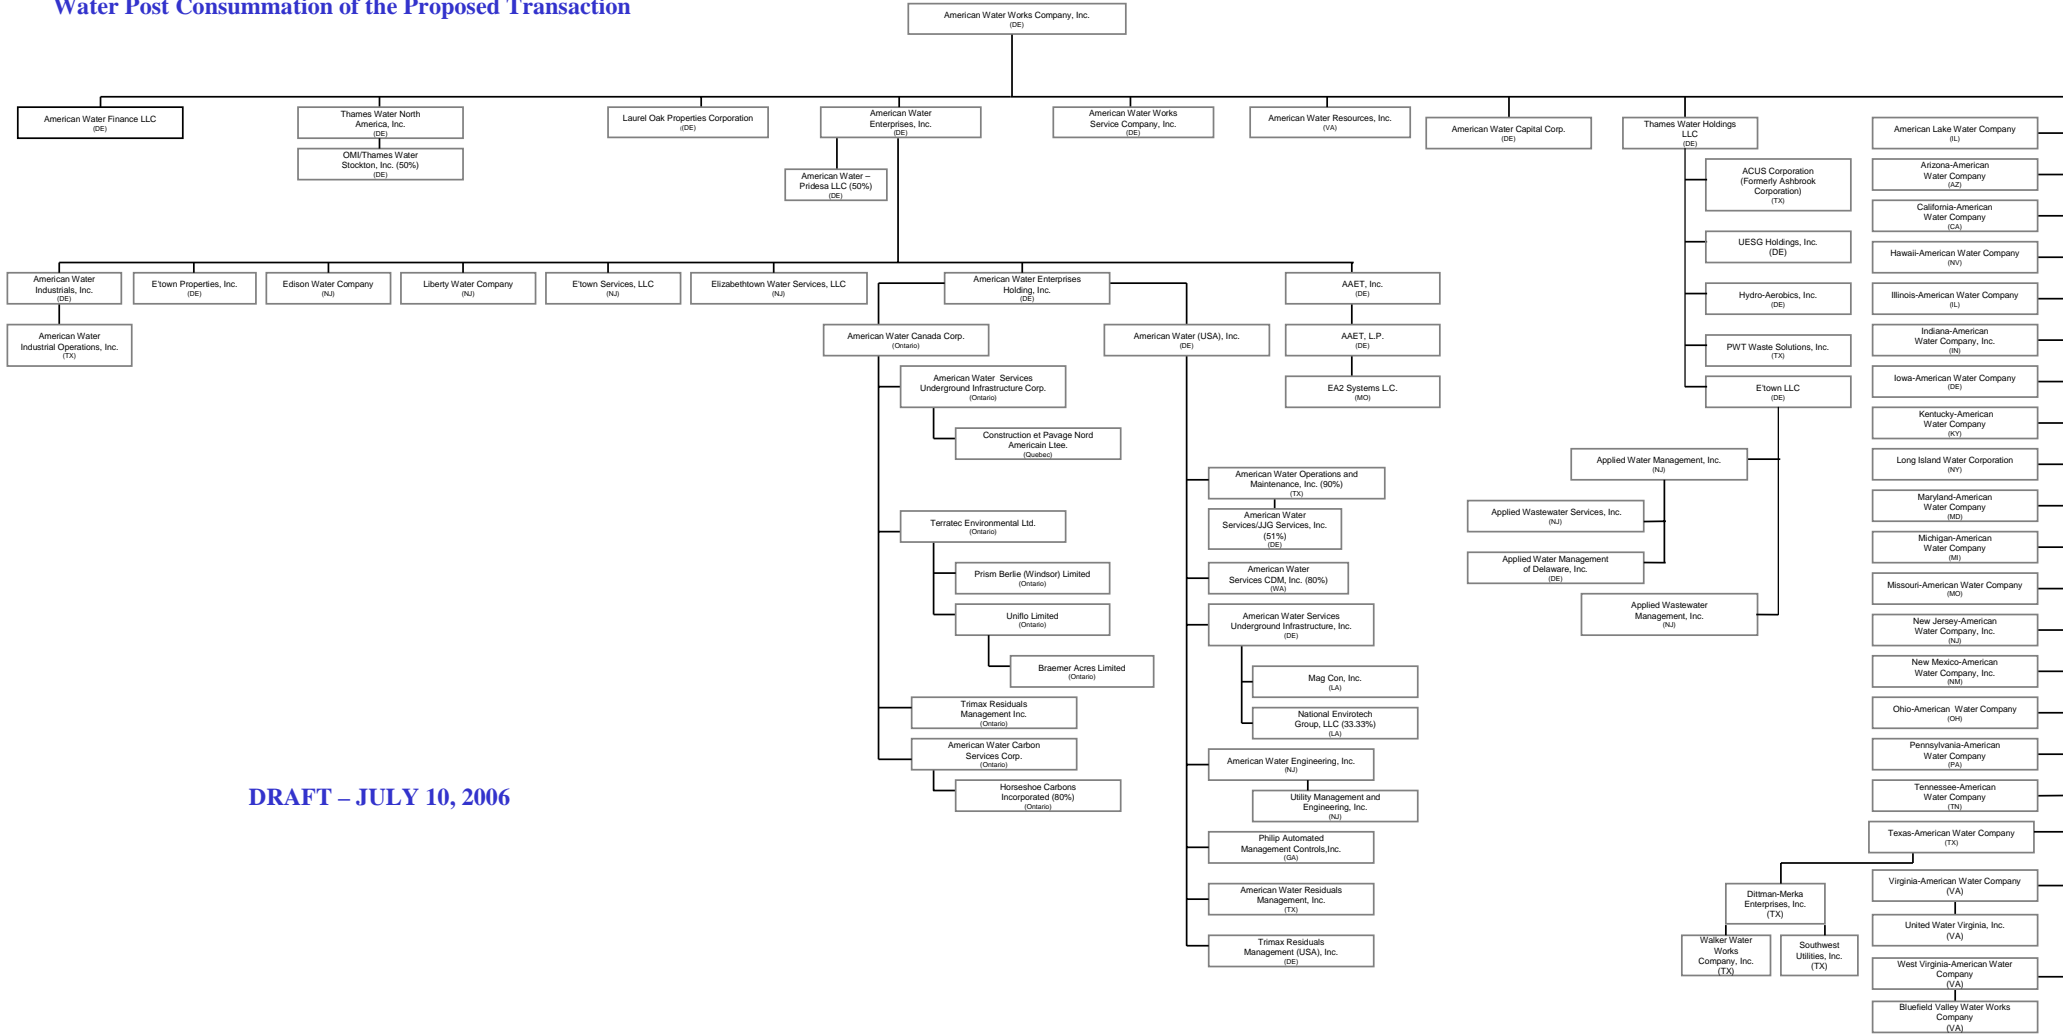 Water Post Consummation of the Proposed Transaction
American Water Works Company, Inc.
(DE)
American Water Finance LLC
(DE)
Thames Water North
America, Inc.
(DE)
OMI/Thames Water
Stockton, Inc. (50%)
(DE)
Laurel Oak Properties Corporation
((DE)
American Water
Enterprises, Inc.
(DE)
American Water –
Pridesa LLC (50%)
(DE)
American Water Works
Service Company, Inc.
(DE)
American Water Resources, Inc.
(VA)
American Water Capital Corp.
(DE)
Thames Water Holdings
LLC
(DE)
ACUS Corporation
(Formerly Ashbrook
Corporation)
(TX)
UESG Holdings, Inc.
(DE)
Hydro-Aerobics, Inc.
(DE)
PWT Waste Solutions, Inc.
(TX)
E'town LLC
(DE)
Applied Water Management, Inc.
(NJ)
Applied Wastewater Services, Inc.
(NJ)
Applied Water Management
of Delaware, Inc.
(DE)
Applied Wastewater
Management, Inc.
(NJ)
American Water
Industrials, Inc.
(DE)
American Water
Industrial Operations, Inc.
(TX)
E'town Properties, Inc.
(DE)
Edison Water Company
(NJ)
Liberty Water Company
(NJ)
E'town Services, LLC
(NJ)
Elizabethtown Water Services, LLC
(NJ)
American Water Enterprises
Holding, Inc.
(DE)
AAET, Inc.
(DE)
AAET, L.P.
(DE)
EA2 Systems L.C.
(MO)
American Water Canada Corp.
(Ontario)
American Water Services
Underground Infrastructure Corp.
(Ontario)
Construction et Pavage Nord
Americain Ltee.
(Quebec)
Terratec Environmental Ltd.
(Ontario)
Prism Berlie (Windsor) Limited
(Ontario)
Uniflo Limited
(Ontario)
Braemer Acres Limited
(Ontario)
Trimax Residuals
Management Inc.
(Ontario)
American Water Carbon
Services Corp.
(Ontario)
Horseshoe Carbons
Incorporated (80%)
(Ontario)
American Water (USA), Inc.
(DE)
American Water Operations and
Maintenance, Inc. (90%)
(TX)
American Water
Services/JJG Services, Inc.
(51%)
(DE)
American Water
Services CDM, Inc. (80%)
(WA)
American Water Services
Underground Infrastructure, Inc.
(DE)
Mag Con, Inc.
(LA)
National Envirotech
Group, LLC (33.33%)
(LA)
American Water Engineering, Inc.
(NJ)
Utility Management and
Engineering, Inc.
(NJ)
Philip Automated
Management Controls,Inc.
(GA)
American Water Residuals
Management, Inc.
(TX)
Trimax Residuals
Management (USA), Inc.
(DE)
American Lake Water Company
(IL)
Arizona-American
Water Company
(AZ)
California-American
Water Company
(CA)
Hawaii-American Water Company
(NV)
Illinois-American Water Company
(IL)
Indiana-American
Water Company, Inc.
(IN)
Iowa-American Water Company
(DE)
Kentucky-American
Water Company
(KY)
Long Island Water Corporation
(NY)
Maryland-American
Water Company
(MD)
Michigan-American
Water Company
(MI)
Missouri-American Water Company
(MO)
New Jersey-American
Water Company, Inc.
(NJ)
New Mexico-American
Water Company, Inc.
(NM)
Ohio-American Water Company
(OH)
Pennsylvania-American
Water Company
(PA)
Tennessee-American
Water Company
(TN)
Texas-American Water Company
(TX)
Dittman-Merka
Enterprises, Inc.
(TX)
Walker Water
Works
Company, Inc.
(TX)
Southwest
Utilities, Inc.
(TX)
Virginia-American Water Company
(VA)
United Water Virginia, Inc.
(VA)
West Virginia-American Water
Company
(VA)
Bluefield Valley Water Works
Company
(VA)
DRAFT – JULY 10, 2006